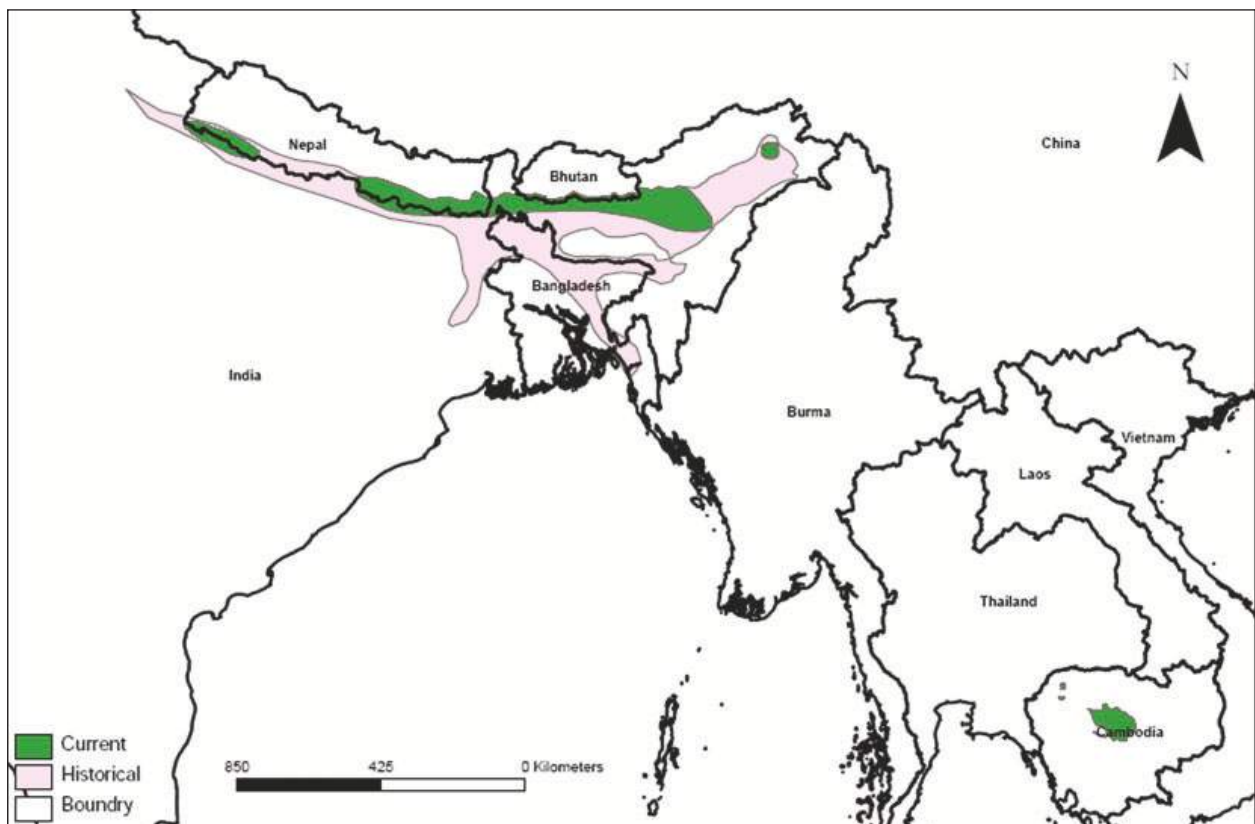 N
China
Nepal
Bhutan
Bangladesh
India
Burma
Vietnam
Laos
Thailand
Cambodia
Current
Historical
Boundry
850 425 0 Kilometers